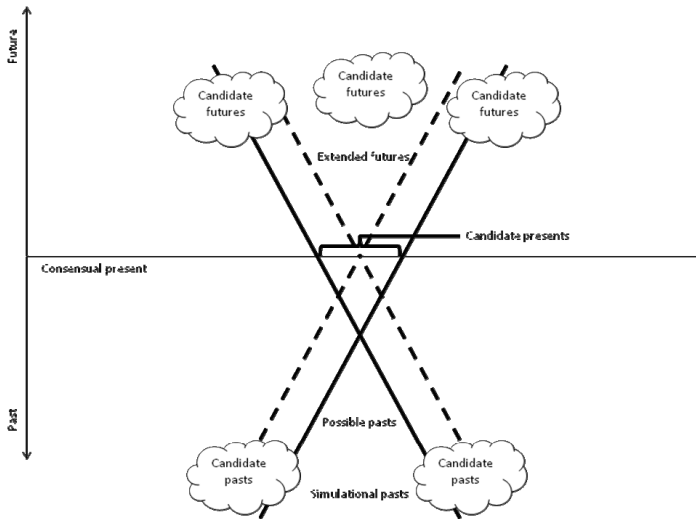 Future
Candidate
futures
Candidate
futures
Candidate
futures
Extended futures
Candidate presents
Consensual present
Past
Possible pasts
Candidate
pasts
Candidate
pasts
Simulational pasts